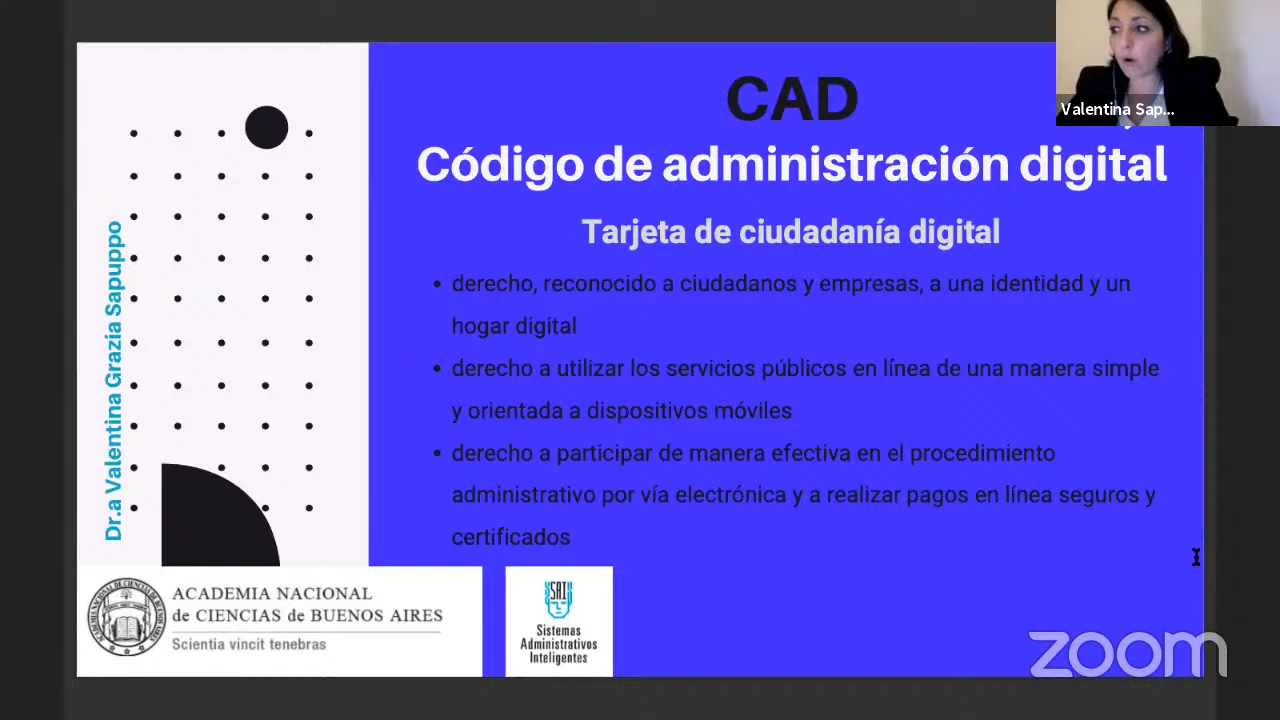 CAD
Código de administración digital
Tarjeta de ciudadanía digital
derecho, reconocido a ciudadanos y empresas, a una identidad y un
hogar digital
derecho a utilizar los servicios públicos en línea de una manera simple
y orientada a dispositivos móviles
derecho a participar de manera efectiva en el procedimiento
administrativo por vía electrónica y a realizar pagos en línea seguros y
certificados
Dr.a Valentina Grazia Sapuppo
ACADEMIA NACIONAL
de CIENCIAS de BUENOS AIRES
Scientia vincit tenebras
SAI
Sistemas
Administrativos
Inteligentes
Valentina Sap...
zoom